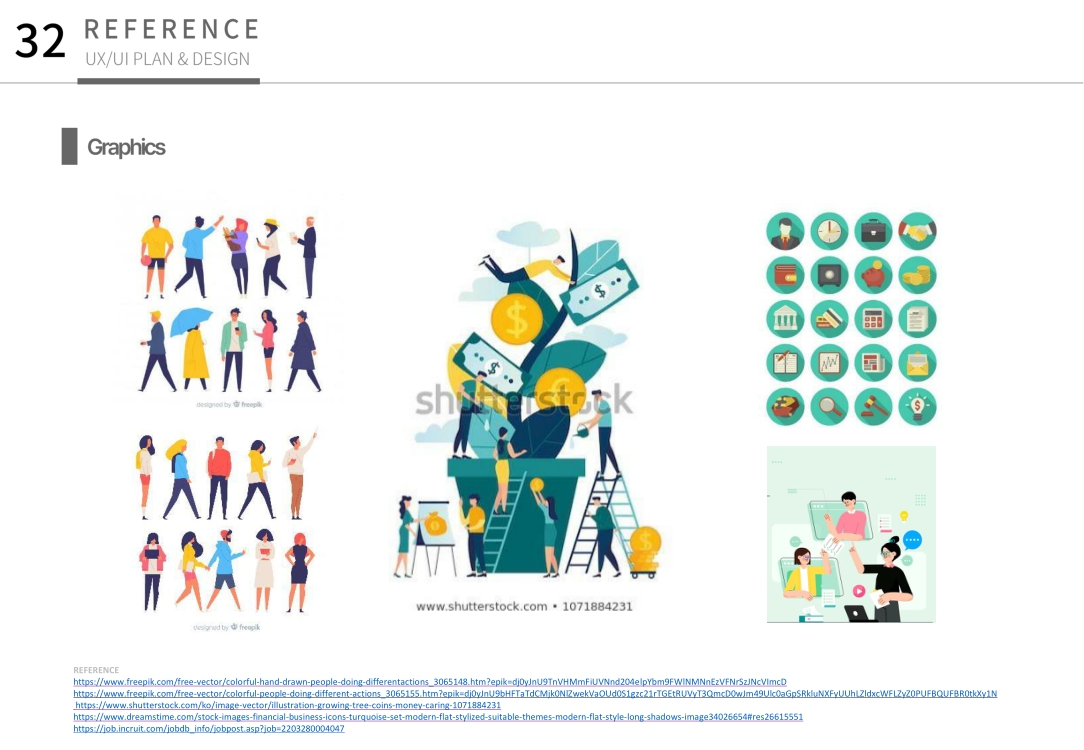 32 REFERENCE
UX/UI PLAN & DESIGN
Graphics
designed by freepik
designed by freepik
shutterstock
www.shutterstock.com • 1071884231
REFERENCE
https://www.freepik.com/free-vector/colorful-hand-drawn-people-doing-differentactions_3065148.htm?epik=dj0yJnU9TnVHMmFiUVNnd204elpYbm9FWlNMNnEzVFNrSzJNcVImcD
https://www.freepik.com/free-vector/colorful-people-doing-different-actions_3065155.htm?epik=dj0yJnU9bHFTaTdCMjk0NlZwekVaOUd0S1gzc21rTGEtRUVyT3QmcD0wJm49Ulc0aGpSRkluNXFyUUhLZldxcWFLZyZ0PUFBQUFBR0tkXy1N
https://www.shutterstock.com/ko/image-vector/illustration-growing-tree-coins-money-caring-1071884231
https://www.dreamstime.com/stock-images-financial-business-icons-turquoise-set-modern-flat-stylized-suitable-themes-modern-flat-style-long-shadows-image34026654#res26615551
https://job.incruit.com/jobdb_info/jobpost.asp?job=2203280004047